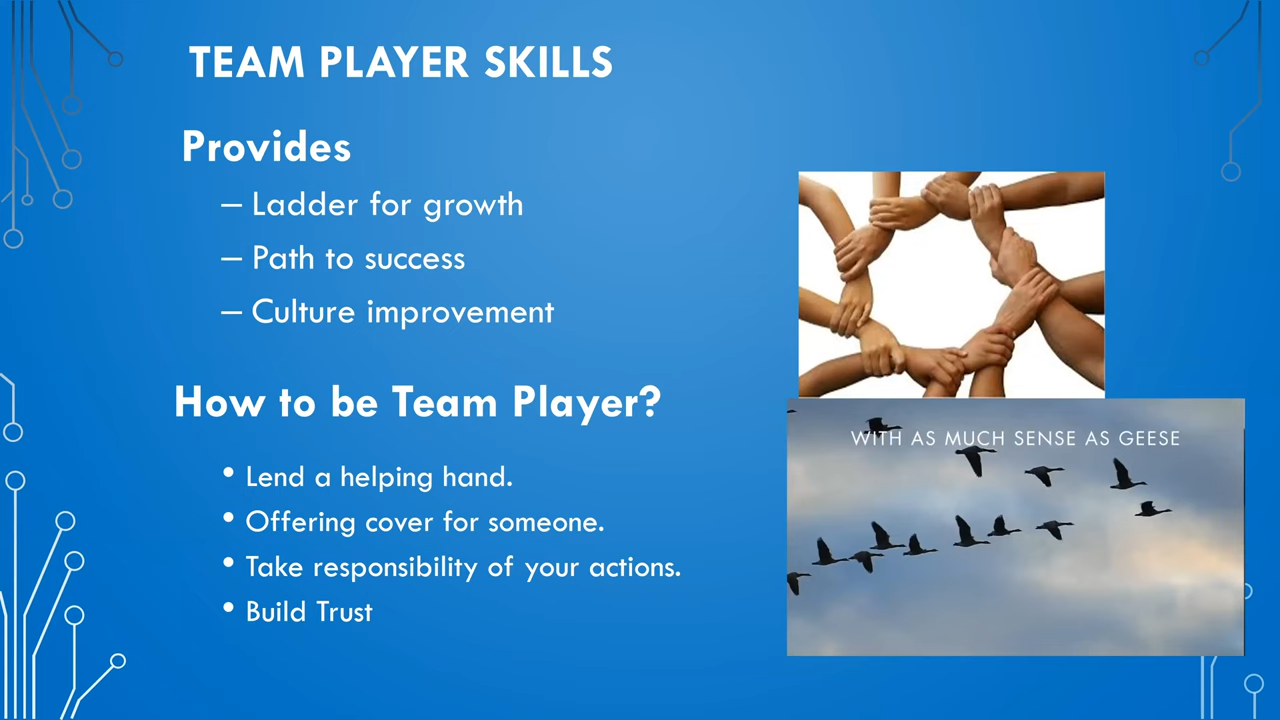 TEAM PLAYER SKILLS
Provides
– Ladder for growth
– Path to success
– Culture improvement
How to be Team Player?
• Lend a helping hand.
• Offering cover for someone.
• Take responsibility of your actions.
• Build Trust
WITH AS MUCH SENSE AS GEESE